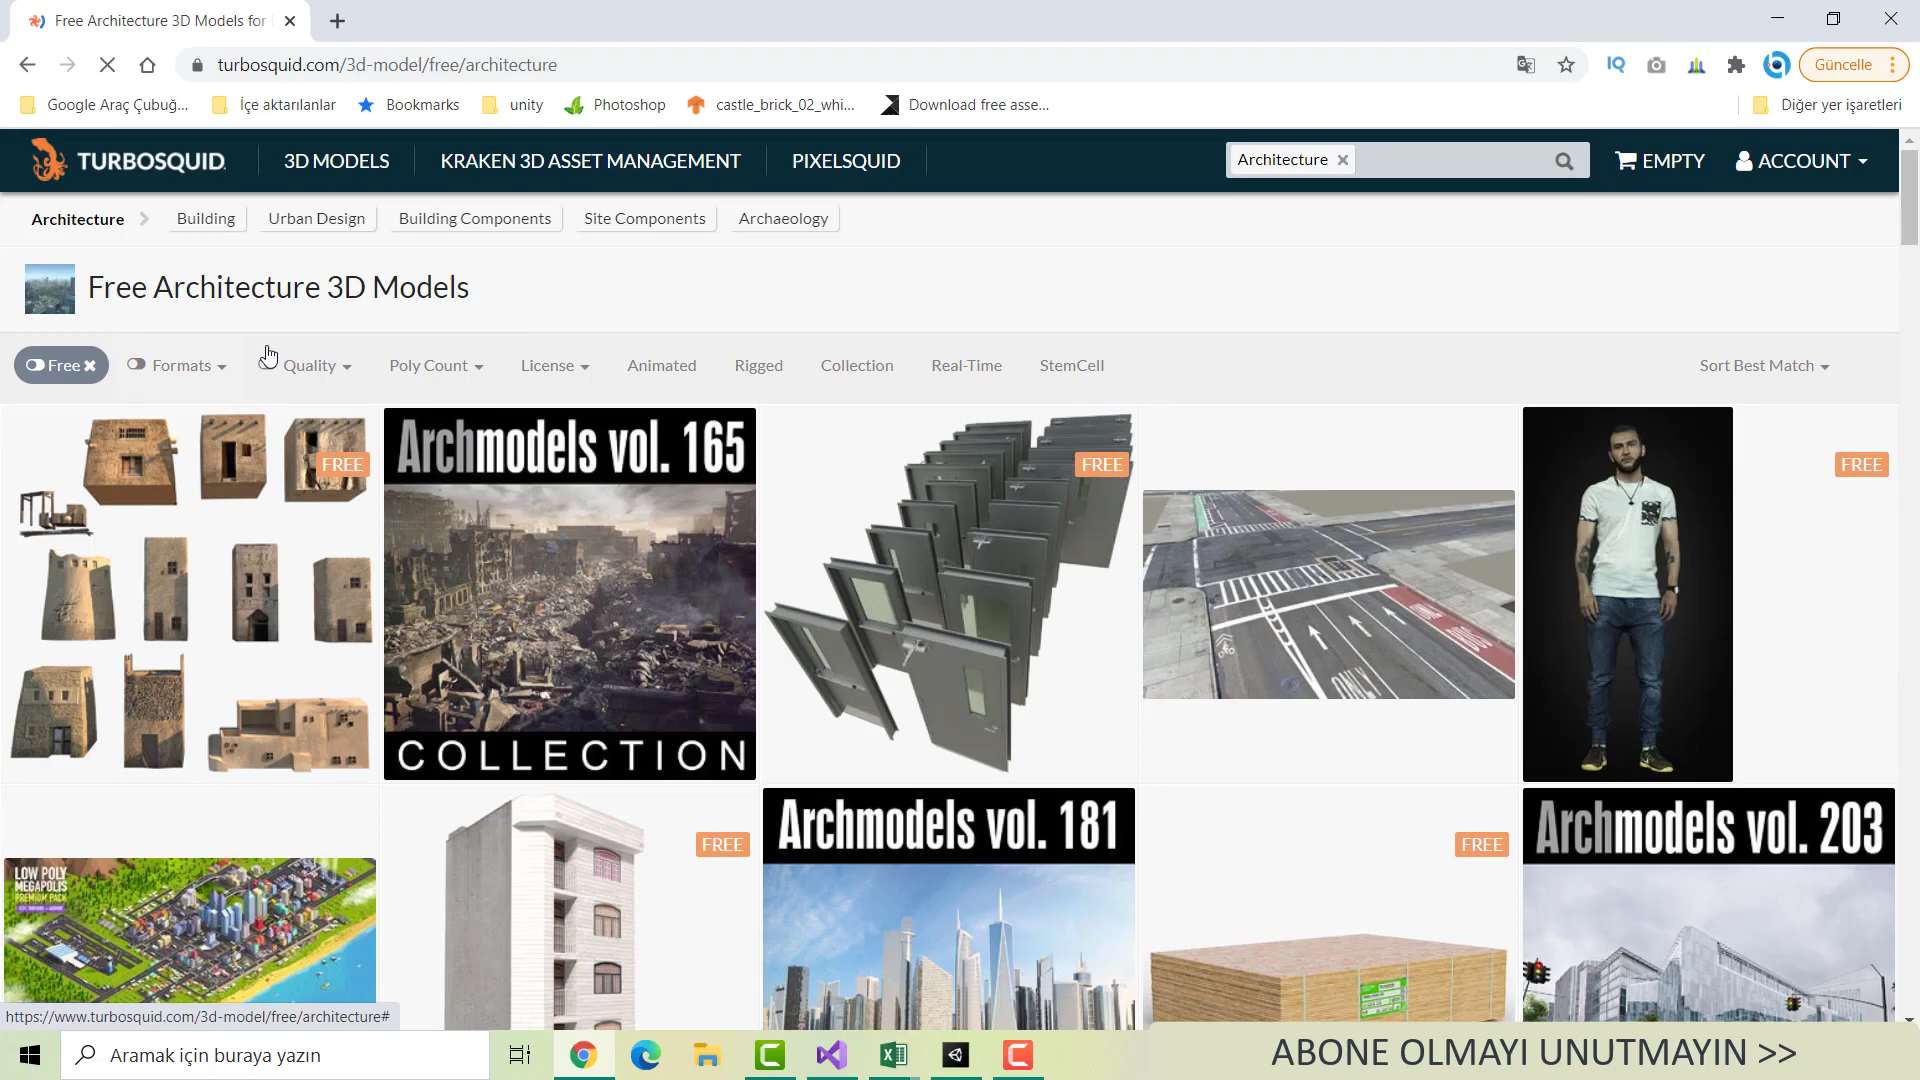 Free Architecture 3D Models for
turbosquid.com/3d-model/free/architecture
Güncelle
Google Araç Çubuğ...
İçe aktarılanlar
Bookmarks
unity
Photoshop
castle_brick_02_whi...
Download free asse...
Diğer yer işaretleri
TURBOSQUID
3D MODELS
KRAKEN 3D ASSET MANAGEMENT
PIXELSQUID
Architecture
EMPTY
ACCOUNT
Architecture
Building
Urban Design
Building Components
Site Components
Archaeology
Free Architecture 3D Models
Free
Formats
Quality
Poly Count
License
Animated
Rigged
Collection
Real-Time
StemCell
Sort Best Match
FREE
Archmodels vol. 165
COLLECTION
FREE
ONLY
FREE
LOW POLY
MEGAPOLIS
PREMIUM PACK
FREE
Archmodels vol. 181
FREE
Archmodels vol. 203
https://www.turbosquid.com/3d-model/free/architecture#
Aramak için buraya yazın
ABONE OLMAYI UNUTMAYIN >>